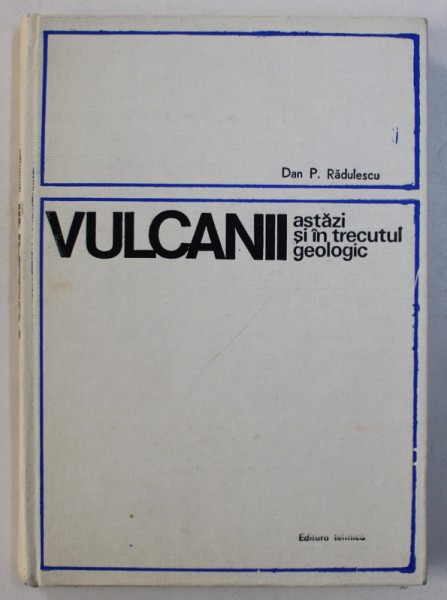 Dan P. Rădulescu
VULCANII
astăzi
și în trecutul
geologic
Editura tehnică